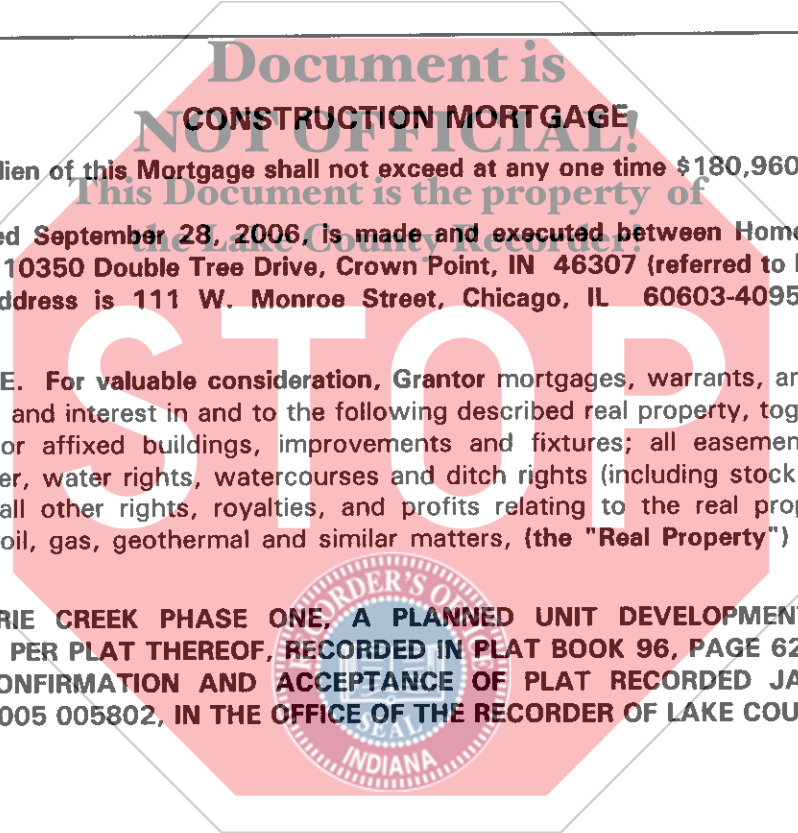 Document is
CONSTRUCTION MORTGAGE
NOT OFFICIAL!
lien of this Mortgage shall not exceed at any one time $180,960
This Document is the property of
ed September 28, 2006, is made and executed between Home
the Lake County Recorder!
10350 Double Tree Drive, Crown Point, IN 46307 (referred to
ddress is 111 W. Monroe Street, Chicago, IL 60603-4095
STOP
E. For valuable consideration, Grantor mortgages, warrants, an
and interest in and to the following described real property, tog
or affixed buildings, improvements and fixtures; all easemen
er, water rights, watercourses and ditch rights (including stock
all other rights, royalties, and profits relating to the real prop
oil, gas, geothermal and similar matters, (the "Real Property")
RIE CREEK PHASE ONE, A PLANNED UNIT DEVELOPMENT
PER PLAT THEREOF, RECORDED IN PLAT BOOK 96, PAGE 62
ONFIRMATION AND ACCEPTANCE OF PLAT RECORDED JA
005 005802, IN THE OFFICE OF THE RECORDER OF LAKE COU
RECORDER'S OFFICE
SEAL
INDIANA